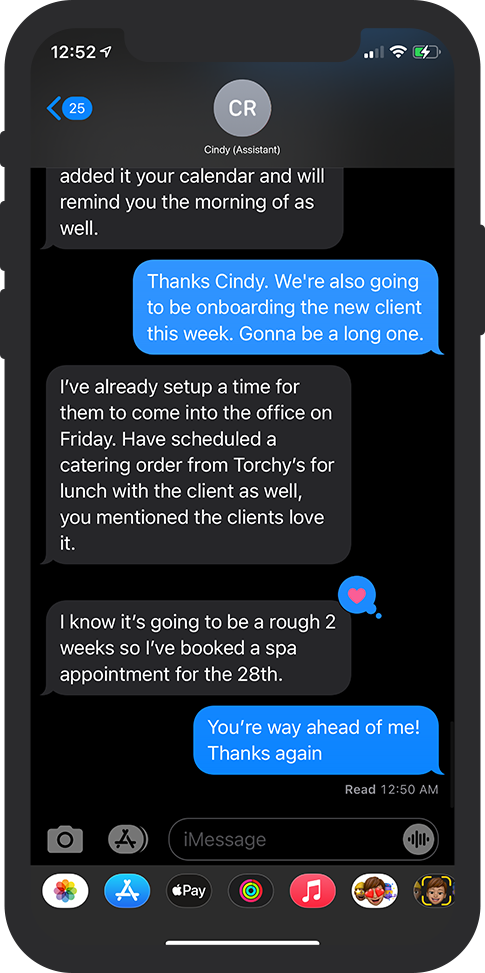 12:52
25
CR
Cindy (Assistant)
added it your calendar and will
remind you the morning of as
well.
Thanks Cindy. We're also going
to be onboarding the new client
this week. Gonna be a long one.
I’ve already setup a time for
them to come into the office on
Friday. Have scheduled a
catering order from Torchy’s for
lunch with the client as well,
you mentioned the clients love
it.
I know it’s going to be a rough 2
weeks so I’ve booked a spa
appointment for the 28th.
You’re way ahead of me!
Thanks again
Read 12:50 AM
iMessage
Pay